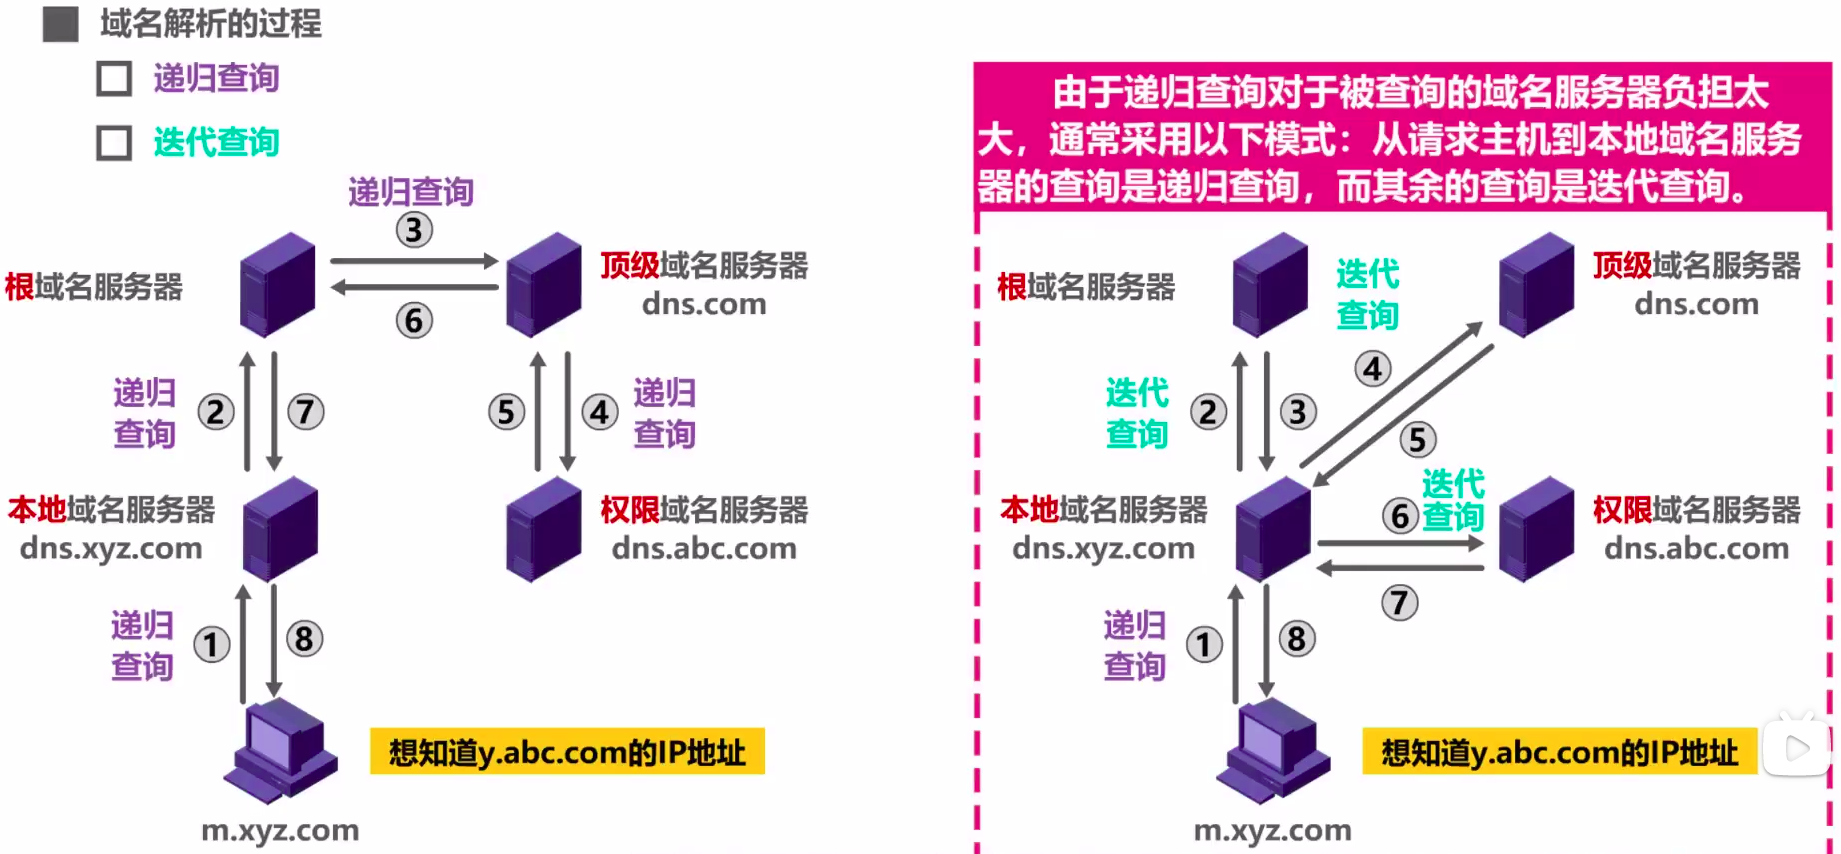 域名解析的过程
递归查询
迭代查询
递归查询
③
根域名服务器
顶级域名服务器
dns.com
⑥
递归
查询
②
⑦
⑤
④
递归
查询
本地域名服务器
dns.xyz.com
权限域名服务器
dns.abc.com
递归
查询
①
⑧
想知道y.abc.com的IP地址
m.xyz.com
由于递归查询对于被查询的域名服务器负担太
大，通常采用以下模式：从请求主机到本地域名服务
器的查询是递归查询，而其余的查询是迭代查询。
根域名服务器
迭代
查询
顶级域名服务器
dns.com
④
迭代
查询
②
③
⑤
本地域名服务器
dns.xyz.com
迭代
查询
⑥
权限域名服务器
dns.abc.com
⑦
递归
查询
①
⑧
想知道y.abc.com的IP地址
m.xyz.com